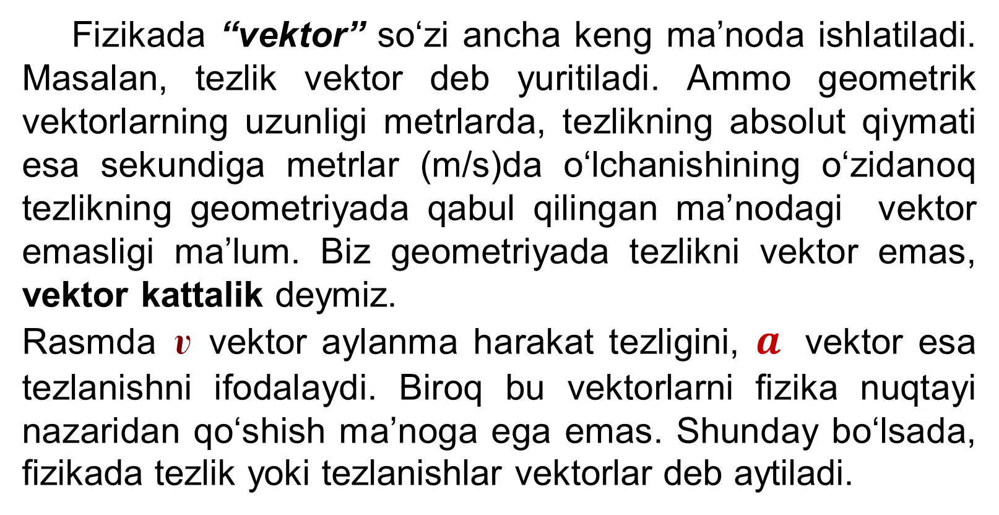 Fizikada “vektor” so‘zi ancha keng ma’noda ishlatiladi.
Masalan, tezlik vektor deb yuritiladi. Ammo geometrik
vektorlarning uzunligi metrlarda, tezlikning absolut qiymati
esa sekundiga metrlar (m/s)da o‘lchanishining o‘zidanoq
tezlikning geometriyada qabul qilingan ma’nodagi vektor
emasligi ma’lum. Biz geometriyada tezlikni vektor emas,
vektor kattalik deymiz.
Rasmda v vektor aylanma harakat tezligini, a vektor esa
tezlanishni ifodalaydi. Biroq bu vektorlarni fizika nuqtayi
nazaridan qo‘shish ma’noga ega emas. Shunday bo‘lsada,
fizikada tezlik yoki tezlanishlar vektorlar deb aytiladi.